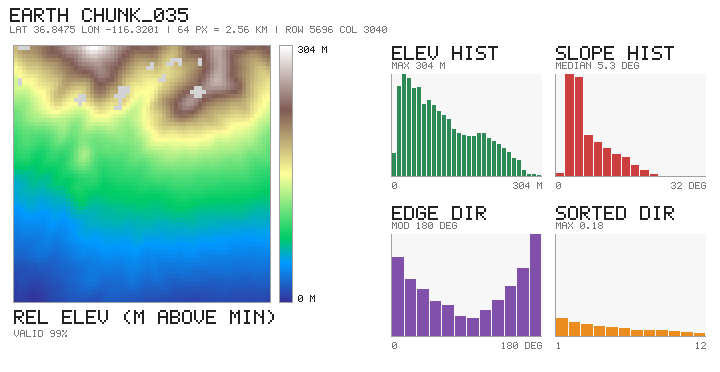 EARTH CHUNK_035
LAT 36.8475 LON -116.3201 | 64 PX = 2.56 KM | ROW 5696 COL 3040
304 M
0 M
REL ELEV (M ABOVE MIN)
VALID 99%
ELEV HIST
MAX 304 M
0 304 M
SLOPE HIST
MEDIAN 5.3 DEG
0 32 DEG
EDGE DIR
MOD 180 DEG
0 180 DEG
SORTED DIR
MAX 0.18
1 12